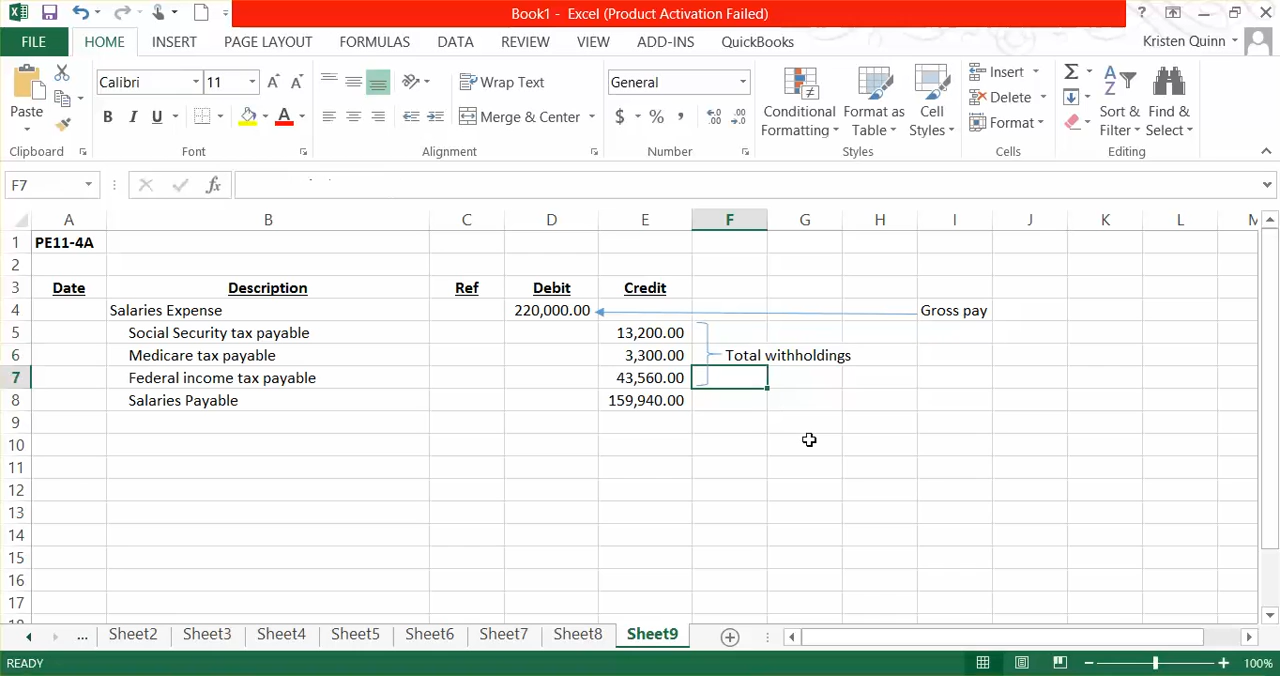 Book1 - Excel (Product Activation Failed)
?
FILE HOME INSERT PAGE LAYOUT FORMULAS DATA REVIEW VIEW ADD-INS QuickBooks Kristen Quinn
Calibri 11 Wrap Text General Insert
$ % , Delete
Paste B I U A Merge & Center Conditional Formatting Format as Table Cell Styles Format Sort & Filter Find & Select
Clipboard Font Alignment Number Styles Cells Editing
F7 fx
A B C D E F G H I J K L M
1 PE11-4A
2
3 Date Description Ref Debit Credit
4 Salaries Expense 220,000.00 Gross pay
5 Social Security tax payable 13,200.00
6 Medicare tax payable 3,300.00 Total withholdings
7 Federal income tax payable 43,560.00
8 Salaries Payable 159,940.00
9
10
11
12
13
14
15
16
17
18
... Sheet2 Sheet3 Sheet4 Sheet5 Sheet6 Sheet7 Sheet8 Sheet9
READY 100%